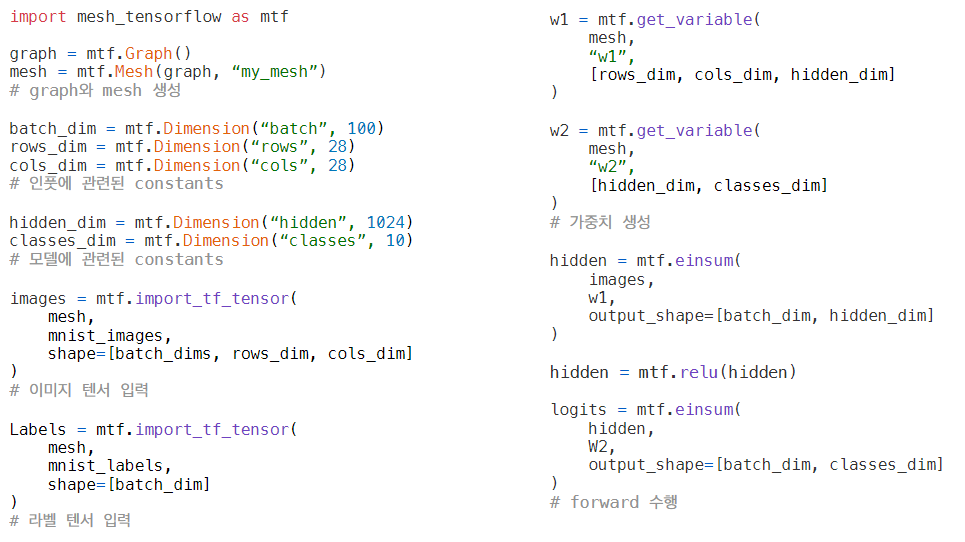 import mesh_tensorflow as mtf
graph = mtf.Graph()
mesh = mtf.Mesh(graph, “my_mesh”)
# graph와 mesh 생성
batch_dim = mtf.Dimension(“batch”, 100)
rows_dim = mtf.Dimension(“rows”, 28)
cols_dim = mtf.Dimension(“cols”, 28)
# 인풋에 관련된 constants
hidden_dim = mtf.Dimension(“hidden”, 1024)
classes_dim = mtf.Dimension(“classes”, 10)
# 모델에 관련된 constants
images = mtf.import_tf_tensor(
    mesh,
    mnist_images,
    shape=[batch_dims, rows_dim, cols_dim]
)
# 이미지 텐서 입력
Labels = mtf.import_tf_tensor(
    mesh,
    mnist_labels,
    shape=[batch_dim]
)
# 라벨 텐서 입력
w1 = mtf.get_variable(
    mesh,
    “w1”,
    [rows_dim, cols_dim, hidden_dim]
)
w2 = mtf.get_variable(
    mesh,
    “w2”,
    [hidden_dim, classes_dim]
)
# 가중치 생성
hidden = mtf.einsum(
    images,
    w1,
    output_shape=[batch_dim, hidden_dim]
)
hidden = mtf.relu(hidden)
logits = mtf.einsum(
    hidden,
    W2,
    output_shape=[batch_dim, classes_dim]
)
# forward 수행